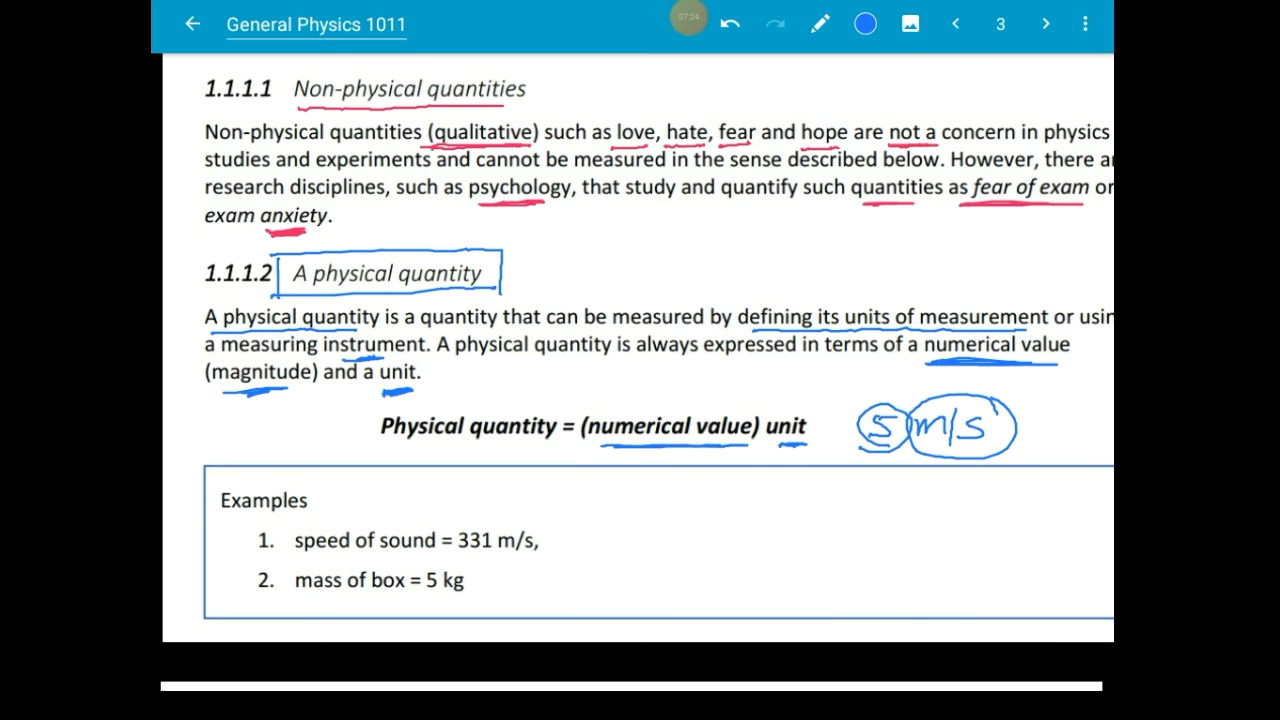 General Physics 1011
07:24
3
1.1.1.1 Non-physical quantities
Non-physical quantities (qualitative) such as love, hate, fear and hope are not a concern in physics
studies and experiments and cannot be measured in the sense described below. However, there
research disciplines, such as psychology, that study and quantify such quantities as fear of exam or
exam anxiety.
1.1.1.2 A physical quantity
A physical quantity is a quantity that can be measured by defining its units of measurement or usin
a measuring instrument. A physical quantity is always expressed in terms of a numerical value
(magnitude) and a unit.
Physical quantity = (numerical value) unit 5 m/s
Examples
1. speed of sound = 331 m/s,
2. mass of box = 5 kg